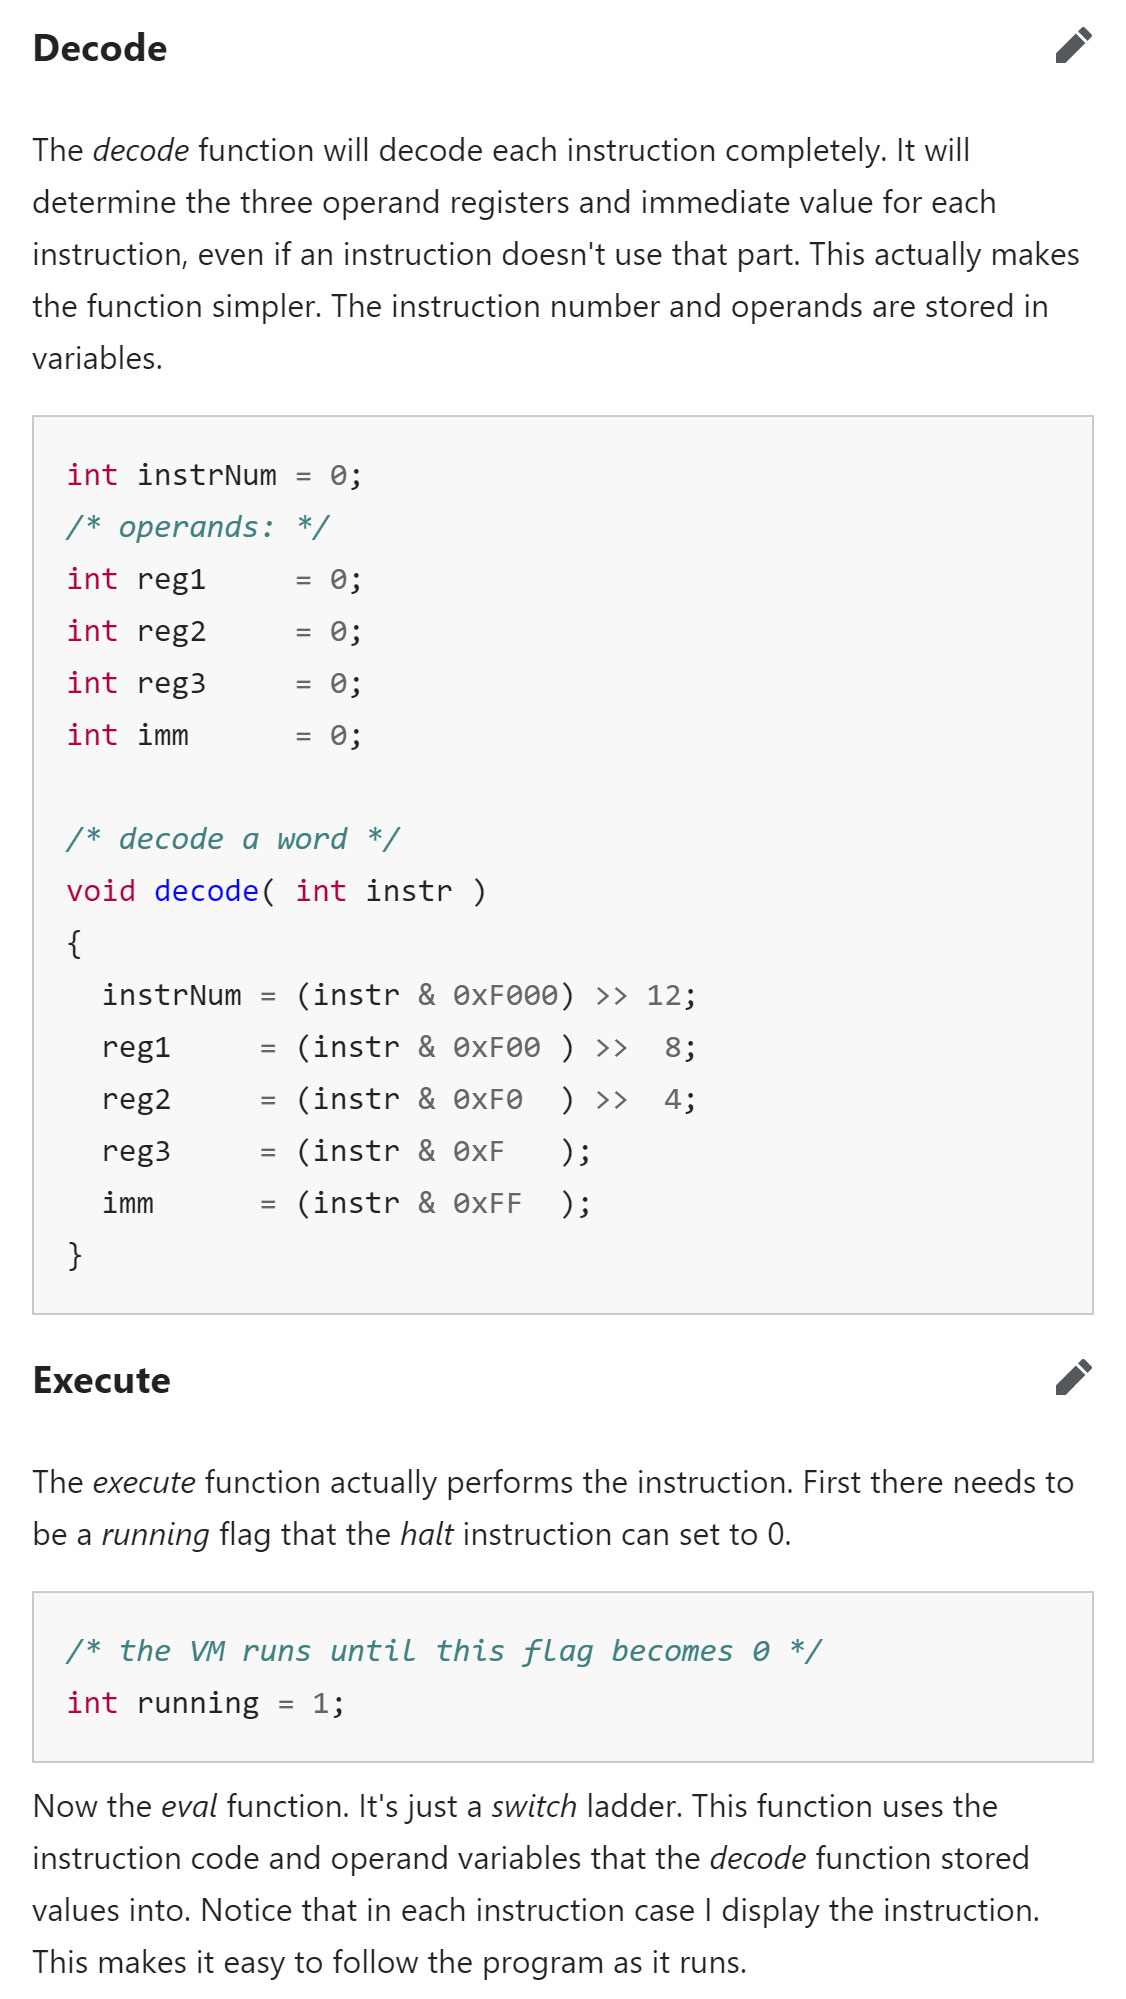 Decode
The decode function will decode each instruction completely. It will
determine the three operand registers and immediate value for each
instruction, even if an instruction doesn't use that part. This actually makes
the function simpler. The instruction number and operands are stored in
variables.
int instrNum = 0;
/* operands: */
int reg1     = 0;
int reg2     = 0;
int reg3     = 0;
int imm      = 0;
/* decode a word */
void decode( int instr )
{
  instrNum = (instr & 0xF000) >> 12;
  reg1     = (instr & 0xF00 ) >>  8;
  reg2     = (instr & 0xF0  ) >>  4;
  reg3     = (instr & 0xF   );
  imm      = (instr & 0xFF  );
}
Execute
The execute function actually performs the instruction. First there needs to
be a running flag that the halt instruction can set to 0.
/* the VM runs until this flag becomes 0 */
int running = 1;
Now the eval function. It's just a switch ladder. This function uses the
instruction code and operand variables that the decode function stored
values into. Notice that in each instruction case I display the instruction.
This makes it easy to follow the program as it runs.